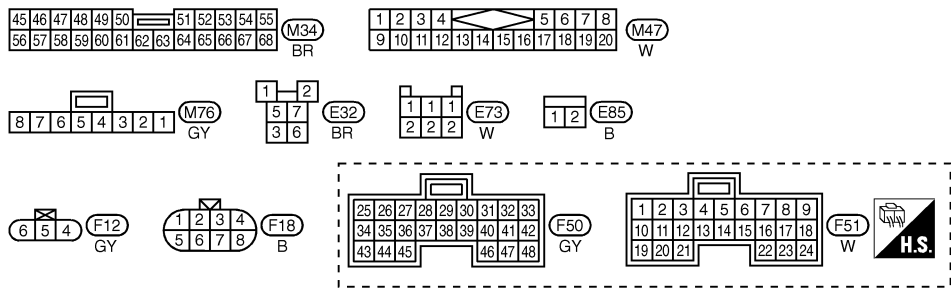 45 46 47 48 49 50 51 52 53 54 55
56 57 58 59 60 61 62 63 64 65 66 67 68
M34
BR
1 2 3 4 5 6 7 8
9 10 11 12 13 14 15 16 17 18 19 20
M47
W
8 7 6 5 4 3 2 1
M76
GY
1 2
5 7
3 6
E32
BR
1 1 1
2 2 2
E73
W
1 2
E85
B
6 5 4
F12
GY
1 2 3 4
5 6 7 8
F18
B
25 26 27 28 29 30 31 32 33
34 35 36 37 38 39 40 41 42
43 44 45 46 47 48
F50
GY
1 2 3 4 5 6 7 8 9
10 11 12 13 14 15 16 17 18
19 20 21 22 23 24
F51
W
H.S.